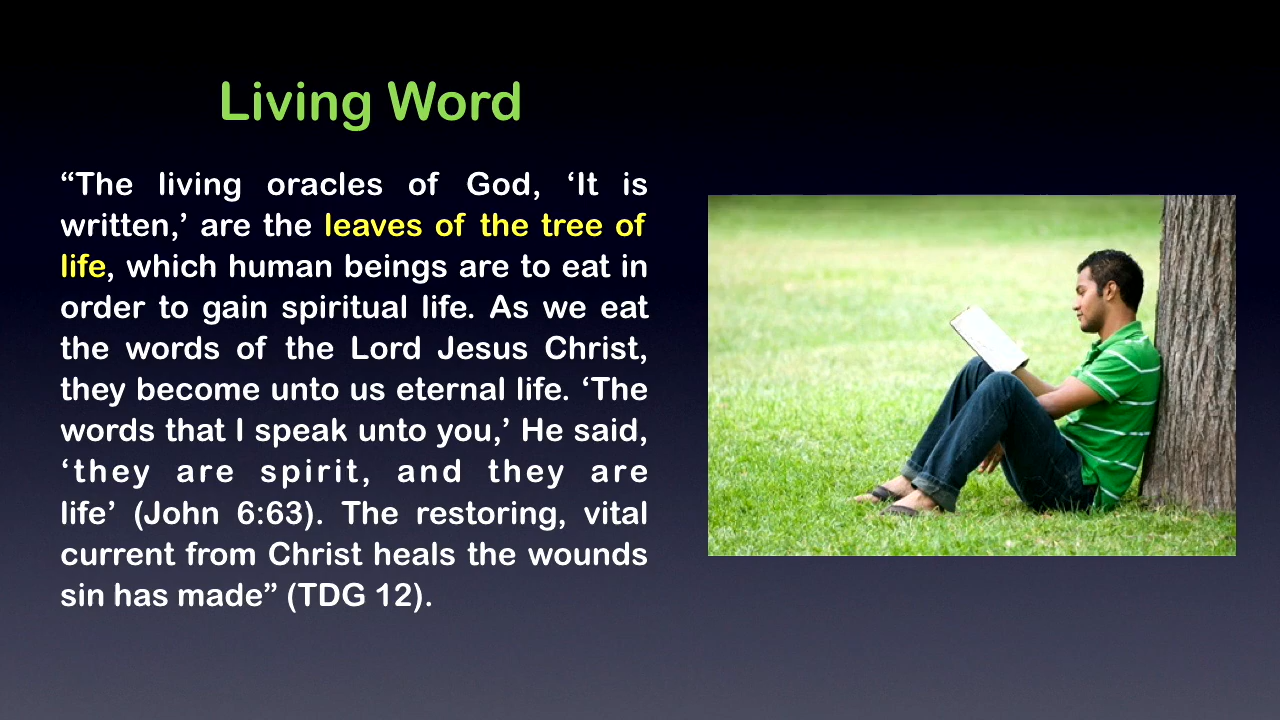 Living Word
“The living oracles of God, ‘It is
written,’ are the leaves of the tree of
life, which human beings are to eat in
order to gain spiritual life. As we eat
the words of the Lord Jesus Christ,
they become unto us eternal life. ‘The
words that I speak unto you,’ He said,
‘they are spirit, and they are
life’ (John 6:63). The restoring, vital
current from Christ heals the wounds
sin has made” (TDG 12).